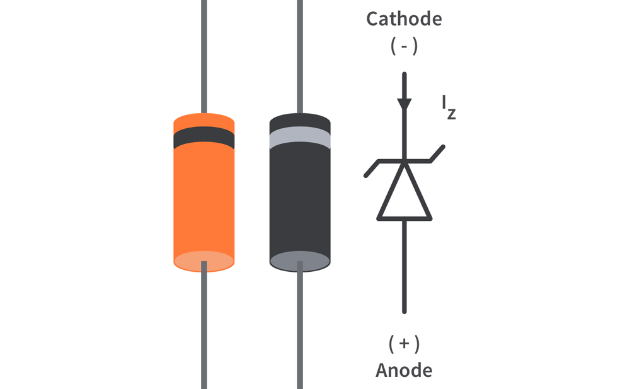 Cathode
( - )
Iz
( + )
Anode